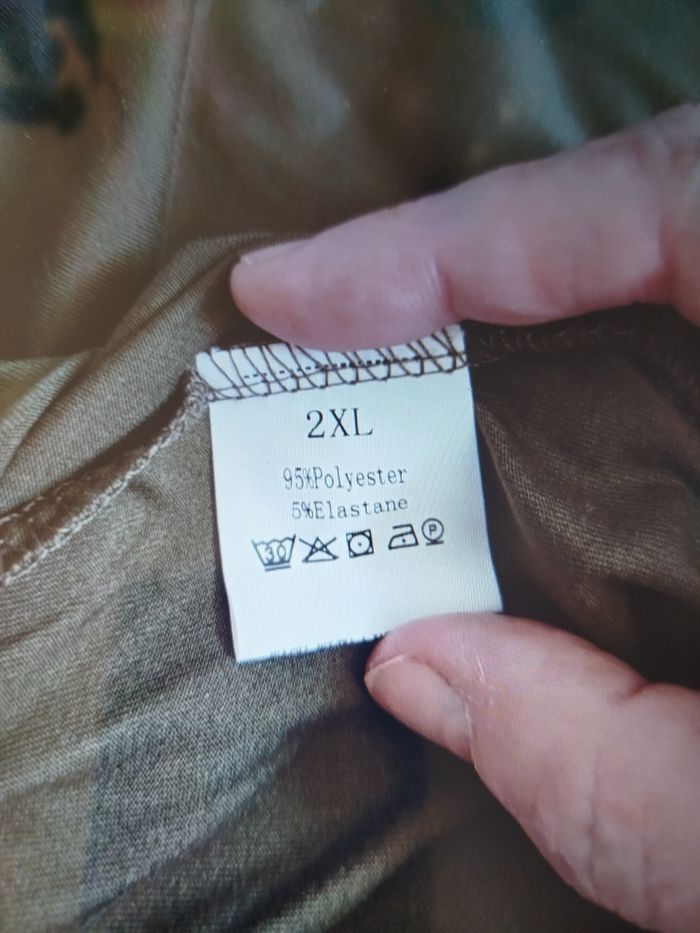 2XL
95%Polyester
5%Elastane
30 P